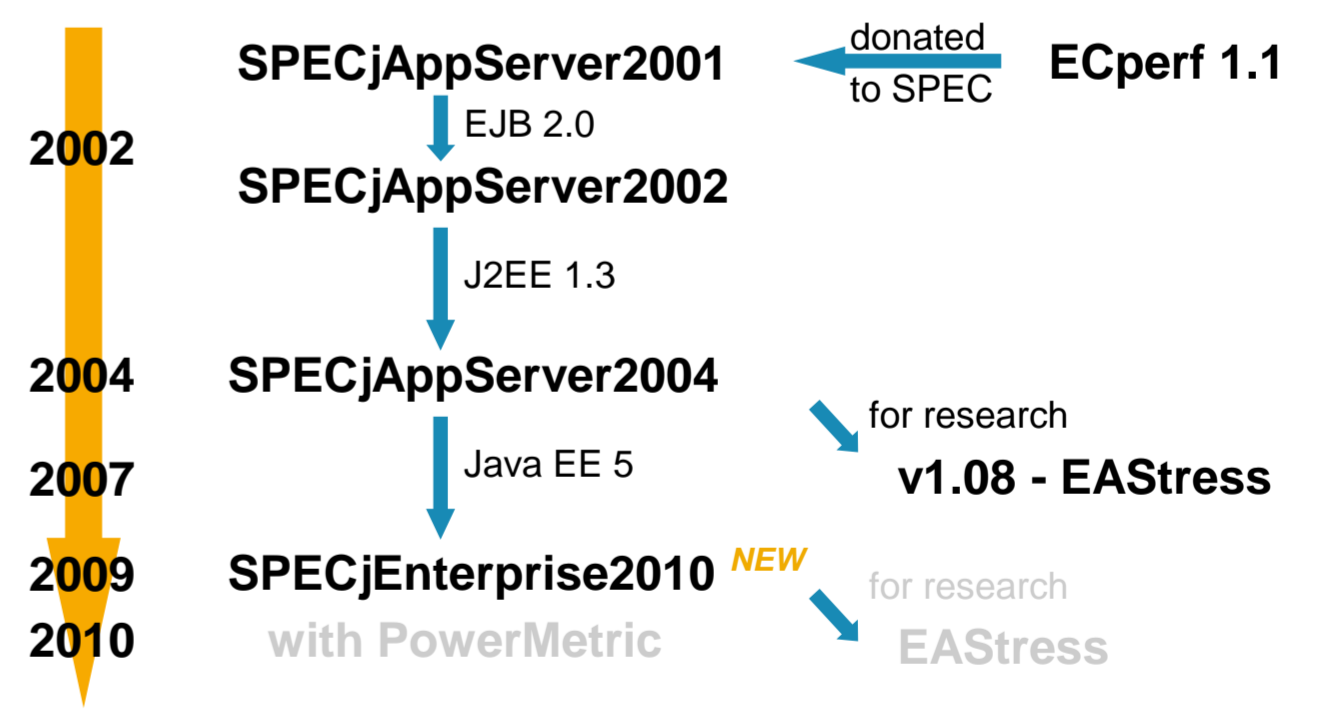 SPECjAppServer2001
donated
to SPEC
ECperf 1.1
EJB 2.0
2002
SPECjAppServer2002
J2EE 1.3
2004
SPECjAppServer2004
for research
Java EE 5
2007
v1.08 - EAStress
2009
SPECjEnterprise2010 NEW
for research
2010
with PowerMetric
EAStress